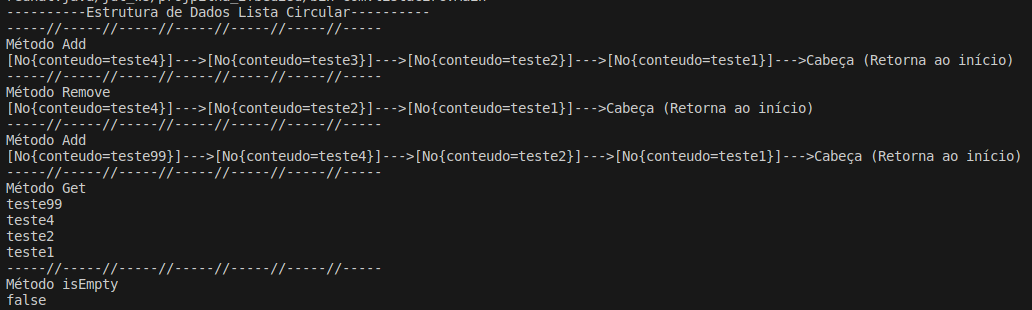 ----------Estrutura de Dados Lista Circular----------
-----//-----//-----//-----//-----//-----//-----
Método Add
[No{conteudo=teste4}]--->[No{conteudo=teste3}]--->[No{conteudo=teste2}]--->[No{conteudo=teste1}]--->Cabeça (Retorna ao início)
-----//-----//-----//-----//-----//-----//-----
Método Remove
[No{conteudo=teste4}]--->[No{conteudo=teste2}]--->[No{conteudo=teste1}]--->Cabeça (Retorna ao início)
-----//-----//-----//-----//-----//-----//-----
Método Add
[No{conteudo=teste99}]--->[No{conteudo=teste4}]--->[No{conteudo=teste2}]--->[No{conteudo=teste1}]--->Cabeça (Retorna ao início)
-----//-----//-----//-----//-----//-----//-----
Método Get
teste99
teste4
teste2
teste1
-----//-----//-----//-----//-----//-----//-----
Método isEmpty
false